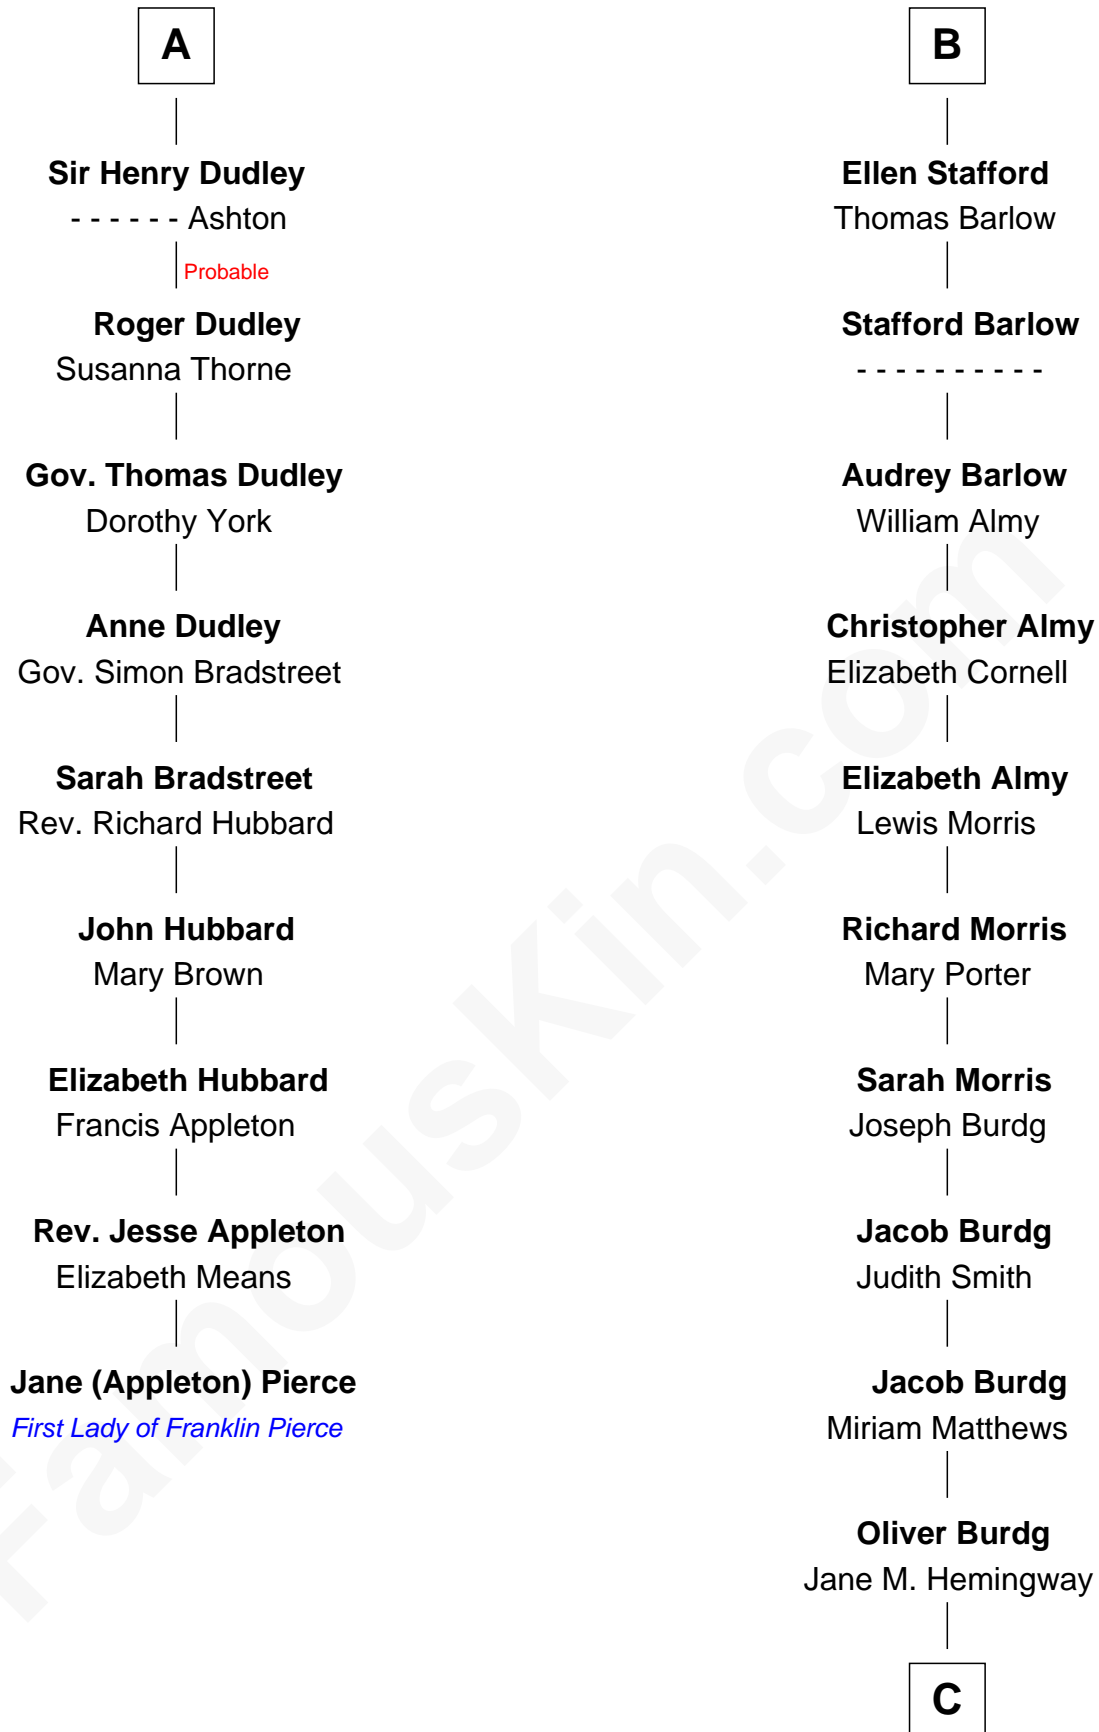 A
Sir Henry Dudley
- - - - - - Ashton
Probable
Roger Dudley
Susanna Thorne
Gov. Thomas Dudley
Dorothy York
Anne Dudley
Gov. Simon Bradstreet
Sarah Bradstreet
Rev. Richard Hubbard
John Hubbard
Mary Brown
Elizabeth Hubbard
Francis Appleton
Rev. Jesse Appleton
Elizabeth Means
Jane (Appleton) Pierce
First Lady of Franklin Pierce
B
Ellen Stafford
Thomas Barlow
Stafford Barlow
- - - - - - - - - -
Audrey Barlow
William Almy
Christopher Almy
Elizabeth Cornell
Elizabeth Almy
Lewis Morris
Richard Morris
Mary Porter
Sarah Morris
Joseph Burdg
Jacob Burdg
Judith Smith
Jacob Burdg
Miriam Matthews
Oliver Burdg
Jane M. Hemingway
C
FamousKin.com